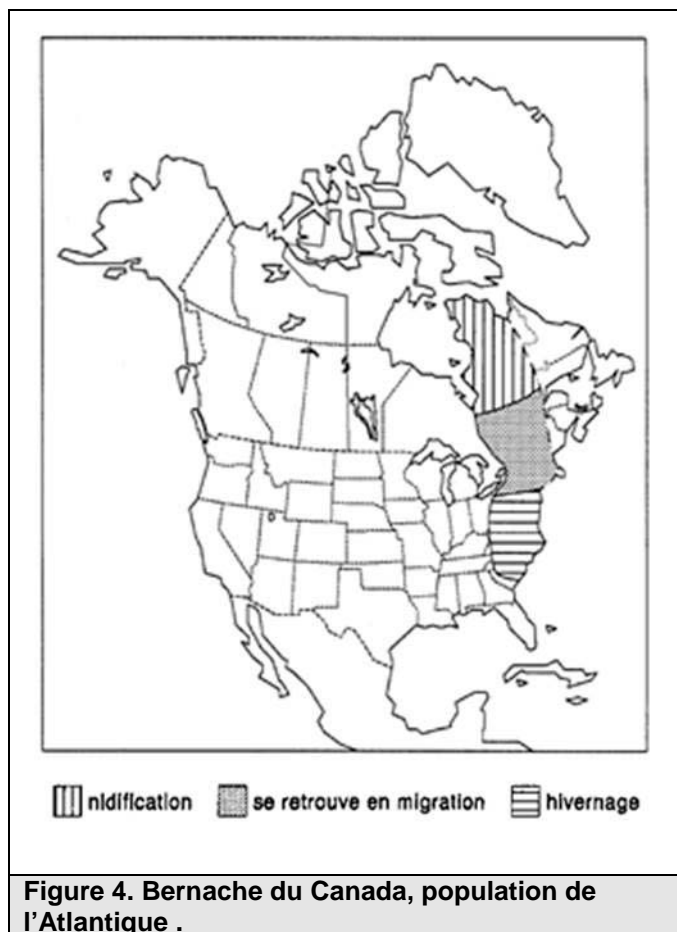 nidification se retrouve en migration hivernage
Figure 4. Bernache du Canada, population de
l'Atlantique .